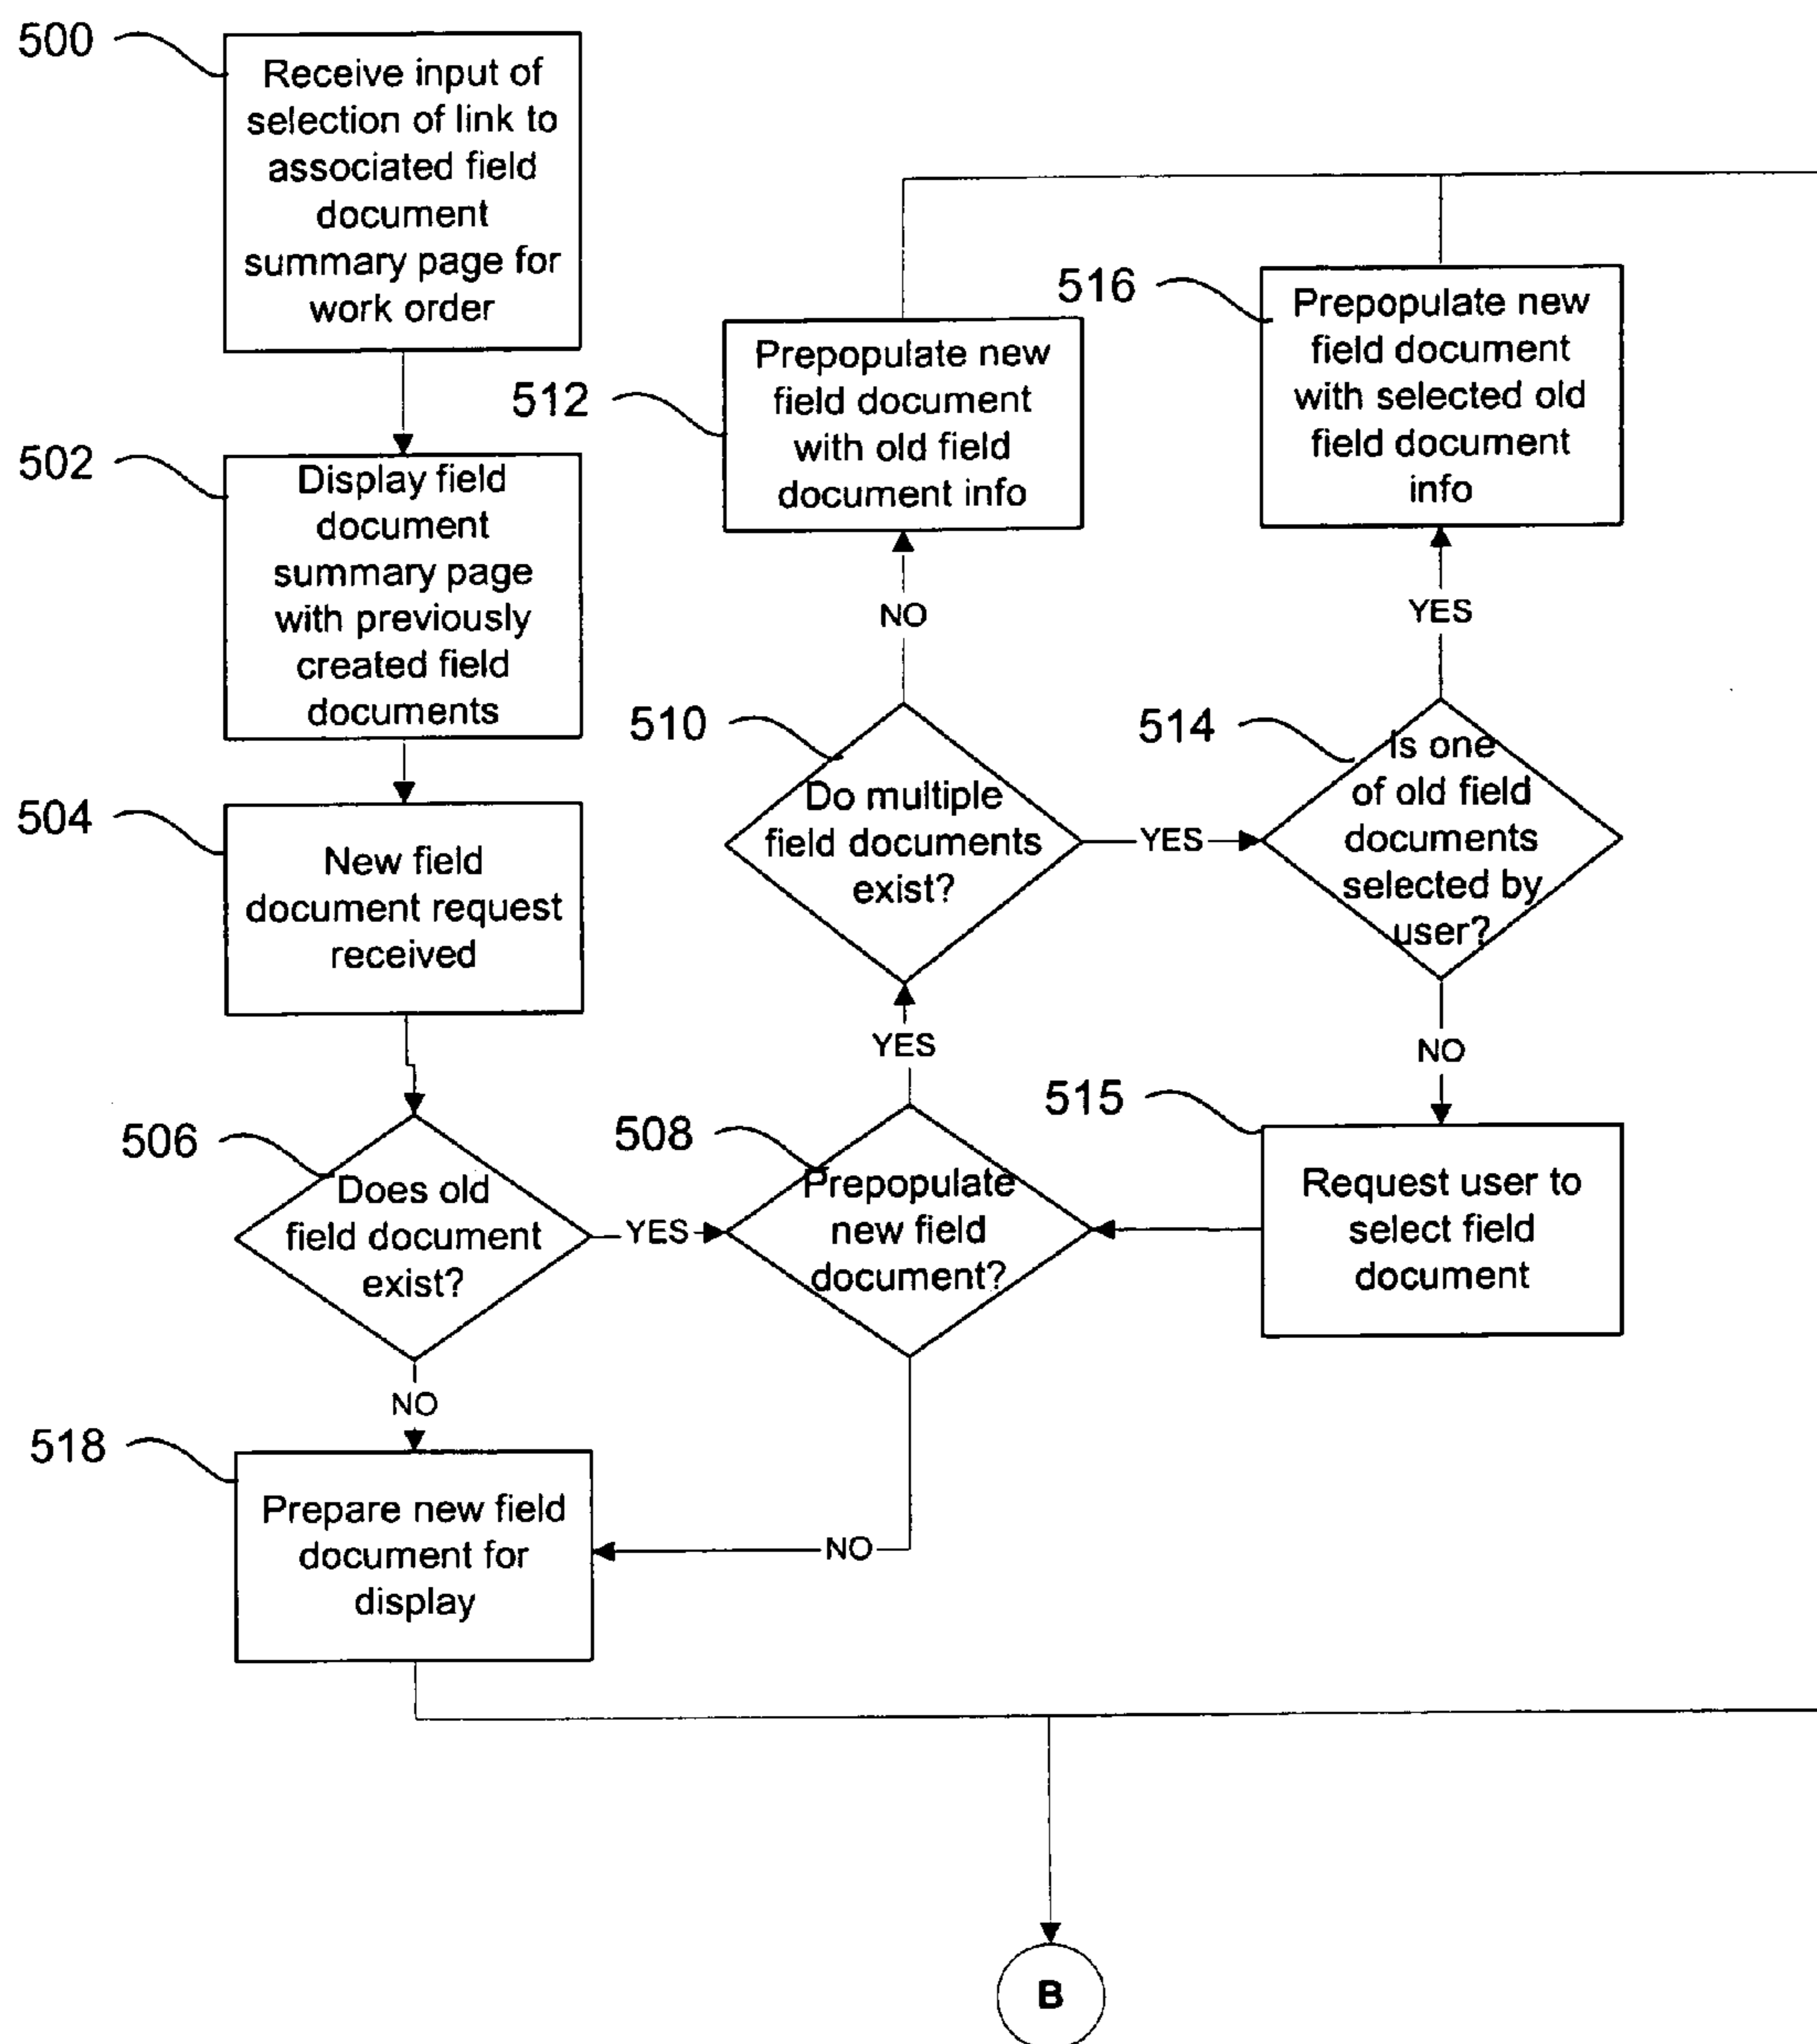 500
Receive input of
selection of link to
associated field
document
summary page for
work order
502
Display field
document
summary page
with previously
created field
documents
504
New field
document request
received
506
Does old
field document
exist?
YES
NO
508
Prepopulate
new field
document?
YES
NO
510
Do multiple
field documents
exist?
NO
YES
512
Prepopulate new
field document
with old field
document info
514
Is one
of old field
documents
selected by
user?
YES
NO
515
Request user to
select field
document
516
Prepopulate new
field document
with selected old
field document
info
518
Prepare new field
document for
display
B